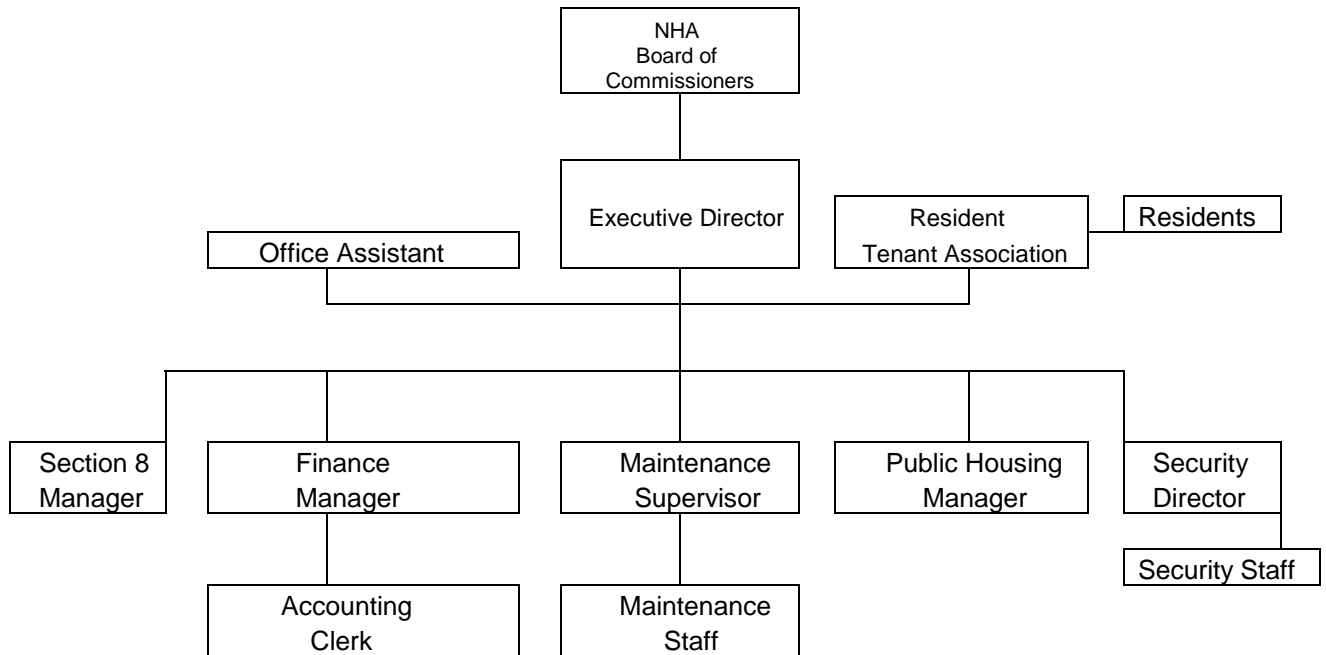 NHA
Board of
Commissioners
Executive Director
Resident
Tenant Association
Residents
Office Assistant
Section 8
Manager
Finance
Manager
Maintenance
Supervisor
Public Housing
Manager
Security
Director
Security Staff
Accounting
Clerk
Maintenance
Staff